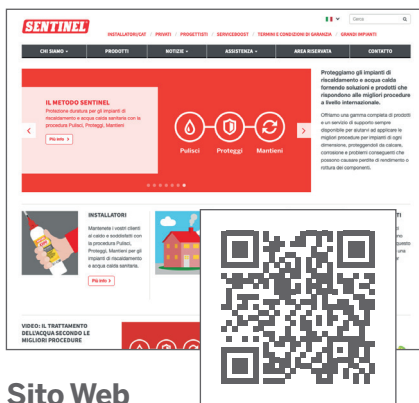 SENTINEL
Cerca
INSTALLATORI/CAT / PRIVATI / PROGETTISTI / SERVICEBOOST / TERMINI E CONDIZIONI DI GARANZIA / GRANDI IMPIANTI
CHI SIAMO PRODOTTI NOTIZIE ASSISTENZA AREA RISERVATA CONTATTO
IL METODO SENTINEL
Protezione duratura per gli impianti di
riscaldamento e acqua calda sanitaria con la
procedura Pulisci, Proteggi, Mantieni
Più info >
Pulisci Proteggi Mantieni
Proteggiamo gli impianti di
riscaldamento e acqua calda
fornendo soluzioni e prodotti che
rispondono alle migliori procedure
a livello internazionale.
Offriamo una gamma completa di prodotti
e un servizio di supporto sempre
disponibile per aiutarvi ad applicare le
migliori procedure per impianti di ogni
dimensione, proteggendoli da calcare,
corrosione e problemi conseguenti che
possono causare perdite di rendimento o
rottura dei componenti.
INSTALLATORI
Mantenete i vostri clienti
al caldo e soddisfatti con
la procedura Pulisci,
Proteggi, Mantieni per gli
impianti di riscaldamento
e acqua calda sanitaria.
Più info >
VIDEO: IL TRATTAMENTO
DELL'ACQUA SECONDO LE
MIGLIORI PROCEDURE
Sito Web